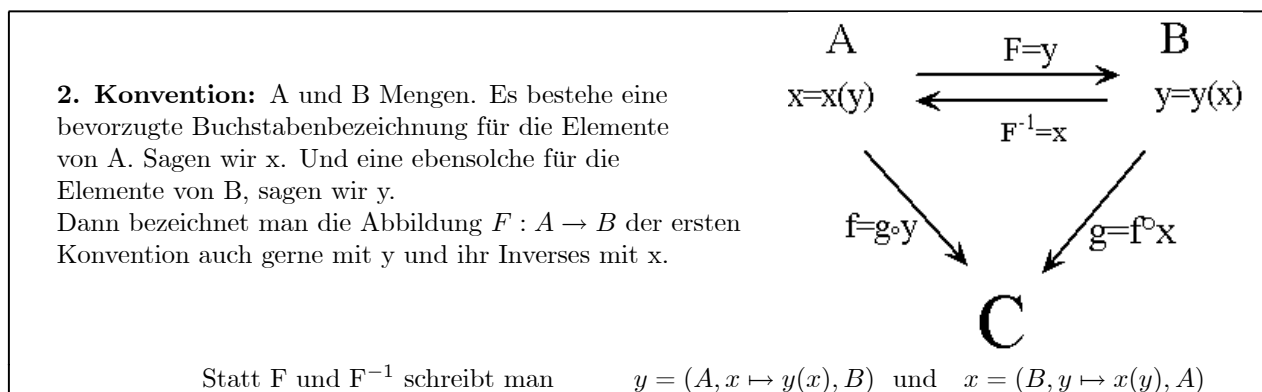 2. Konvention: A und B Mengen. Es bestehe eine
bevorzugte Buchstabenbezeichnung für die Elemente
von A. Sagen wir x. Und eine ebensolche für die
Elemente von B, sagen wir y.
Dann bezeichnet man die Abbildung F : A → B der ersten
Konvention auch gerne mit y und ihr Inverses mit x.
A
B
F=y
x=x(y)
y=y(x)
F⁻¹=x
f=g∘y
g=f∘x
C
Statt F und F⁻¹ schreibt man y = (A, x ↦ y(x), B) und x = (B, y ↦ x(y), A)